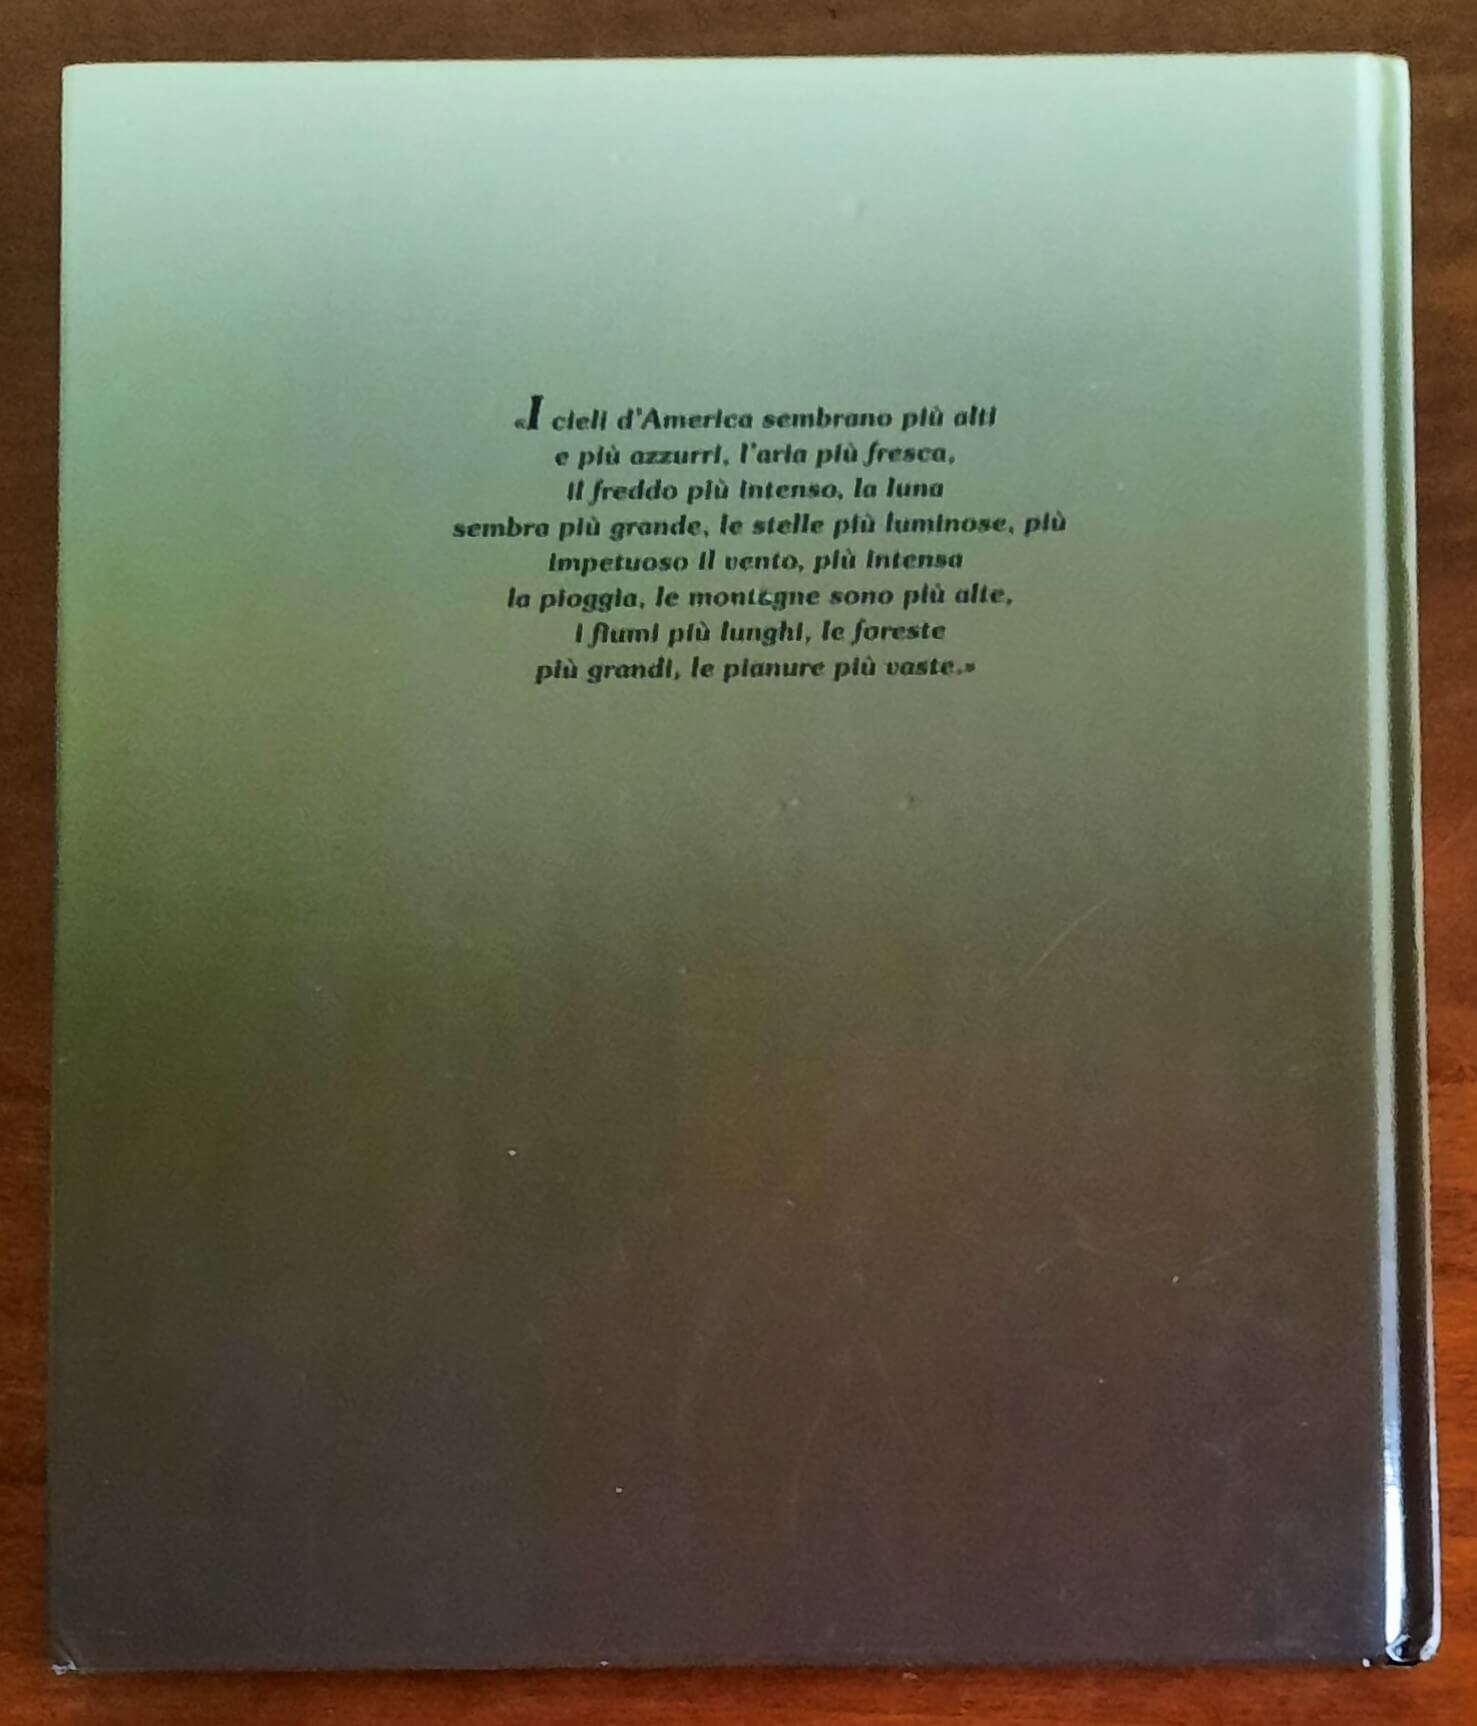 «I cieli d'America sembrano più alti
e più azzurri, l'aria più fresca,
il freddo più intenso, la luna
sembra più grande, le stelle più luminose, più
impetuoso il vento, più intensa
la pioggia, le montagne sono più alte,
i fiumi più lunghi, le foreste
più grandi, le pianure più vaste.»